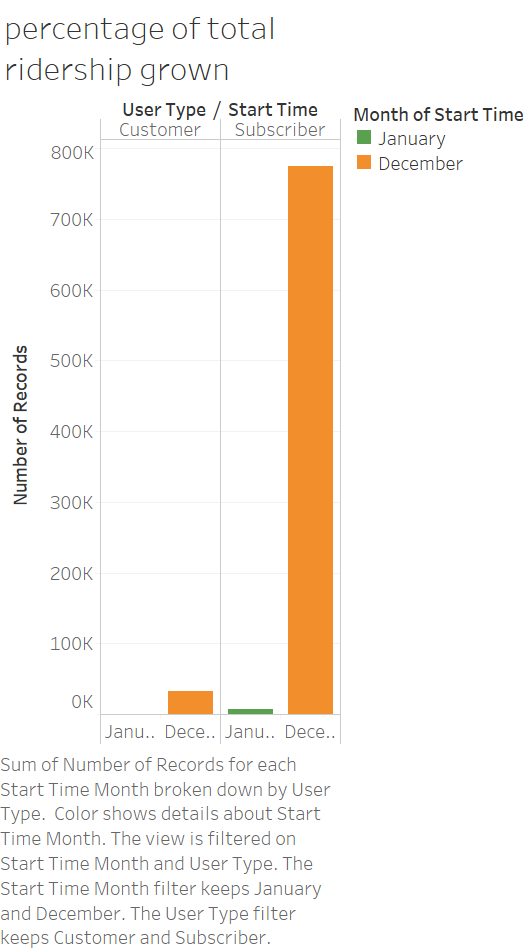 percentage of total
ridership grown
User Type / Start Time
Customer
Subscriber
Month of Start Time
January
December
800K
700K
600K
500K
400K
300K
200K
100K
0K
Number of Records
Janu..
Dece..
Janu..
Dece..
Sum of Number of Records for each
Start Time Month broken down by User
Type. Color shows details about Start
Time Month. The view is filtered on
Start Time Month and User Type. The
Start Time Month filter keeps January
and December. The User Type filter
keeps Customer and Subscriber.